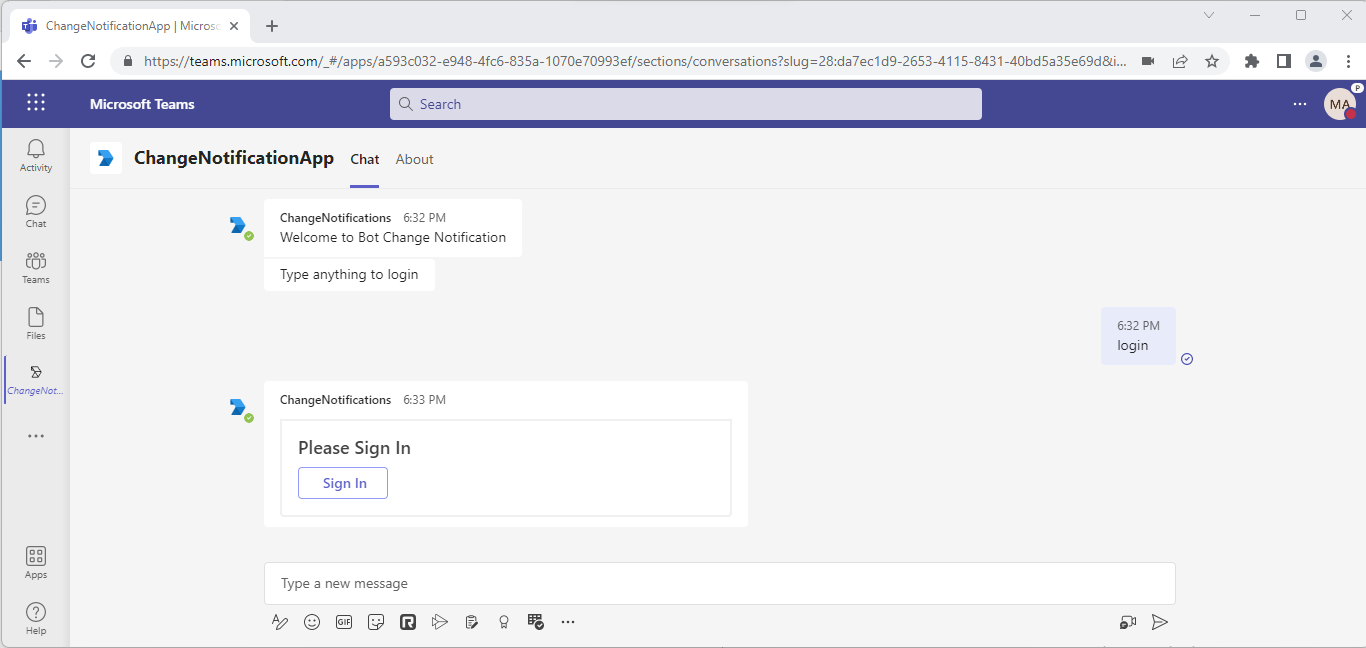 ChangeNotificationApp | Micros
https://teams.microsoft.com/_#/apps/a593c032-e948-4fc6-835a-1070e70993ef/sections/conversations?slug=28:da7ec1d9-2653-4115-8431-40bd5a35e69d&i...
Microsoft Teams
Search
MA
P
Activity
Chat
Teams
Files
ChangeNot...
Apps
Help
ChangeNotificationApp Chat About
ChangeNotifications 6:32 PM
Welcome to Bot Change Notification
Type anything to login
6:32 PM
login
ChangeNotifications 6:33 PM
Please Sign In
Sign In
Type a new message
GIF